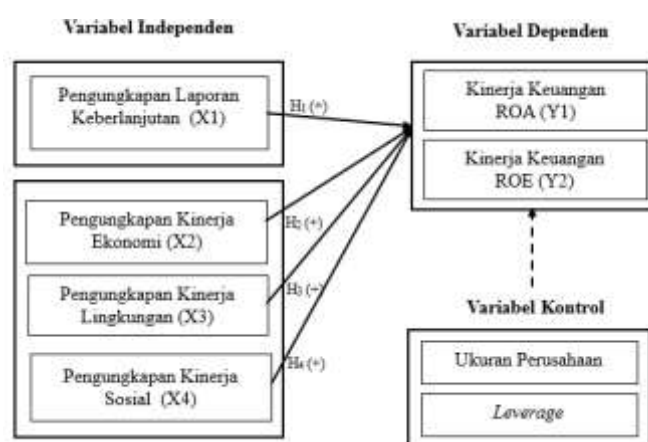 Variabel Independen
Pengungkapan Laporan
Keberlanjutan (X1)
Pengungkapan Kinerja
Ekonomi (X2)
Pengungkapan Kinerja
Lingkungan (X3)
Pengungkapan Kinerja
Sosial (X4)
H1 (+)
H2 (+)
H3 (+)
H4 (+)
Variabel Dependen
Kinerja Keuangan
ROA (Y1)
Kinerja Keuangan
ROE (Y2)
Variabel Kontrol
Ukuran Perusahaan
Leverage